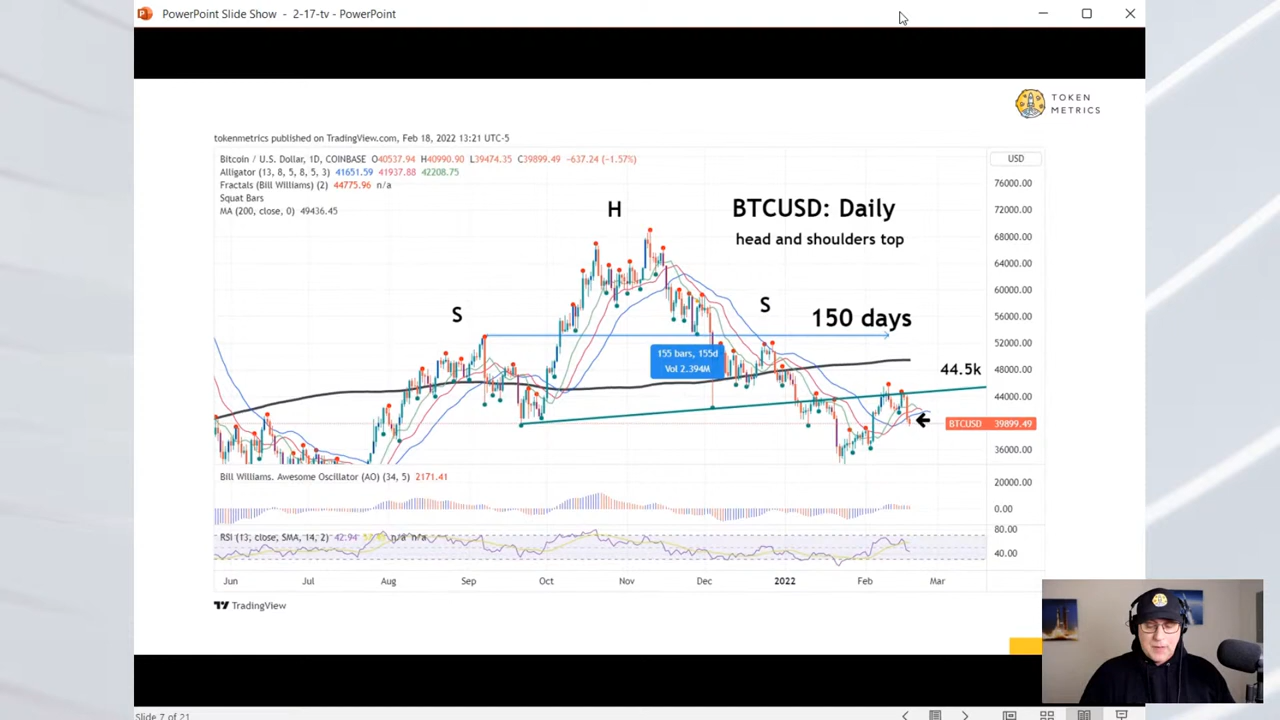 PowerPoint Slide Show - 2-17-tv - PowerPoint
TOKEN
METRICS
tokenmetrics published on TradingView.com, Feb 18, 2022 13:21 UTC-5
Bitcoin / U.S. Dollar, 1D, COINBASE O40537.94 H40990.90 L39474.35 C39899.49 -637.24 (-1.57%)
USD
Alligator (13, 8, 5, 8, 5, 3) 41651.59 41937.88 42208.75
Fractals (Bill Williams) (2) 44775.96 n/a
Squat Bars
MA (200, close, 0) 49436.45
76000.00
72000.00
68000.00
64000.00
60000.00
56000.00
52000.00
48000.00
44000.00
36000.00
H
BTCUSD: Daily
head and shoulders top
S
S
150 days
155 bars, 155d
Vol 2.394M
44.5k
BTCUSD 39899.49
Bill Williams. Awesome Oscillator (AO) (34, 5) 2171.41
20000.00
0.00
RSI (13, close, SMA, 14, 2) 42.94 n/a n/a
80.00
40.00
Jun Jul Aug Sep Oct Nov Dec 2022 Feb Mar
TradingView
Slide 7 of 21